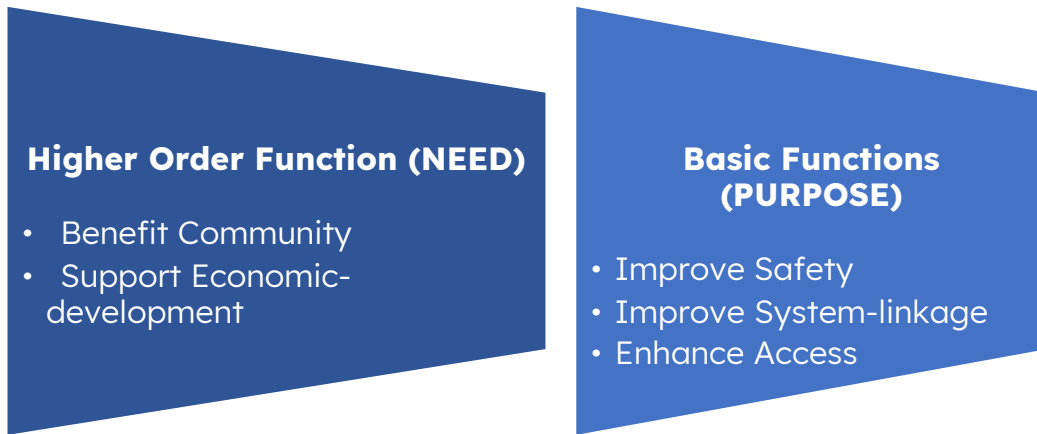 Higher Order Function (NEED)
• Benefit Community
• Support Economic-
development
Basic Functions
(PURPOSE)
• Improve Safety
• Improve System-linkage
• Enhance Access